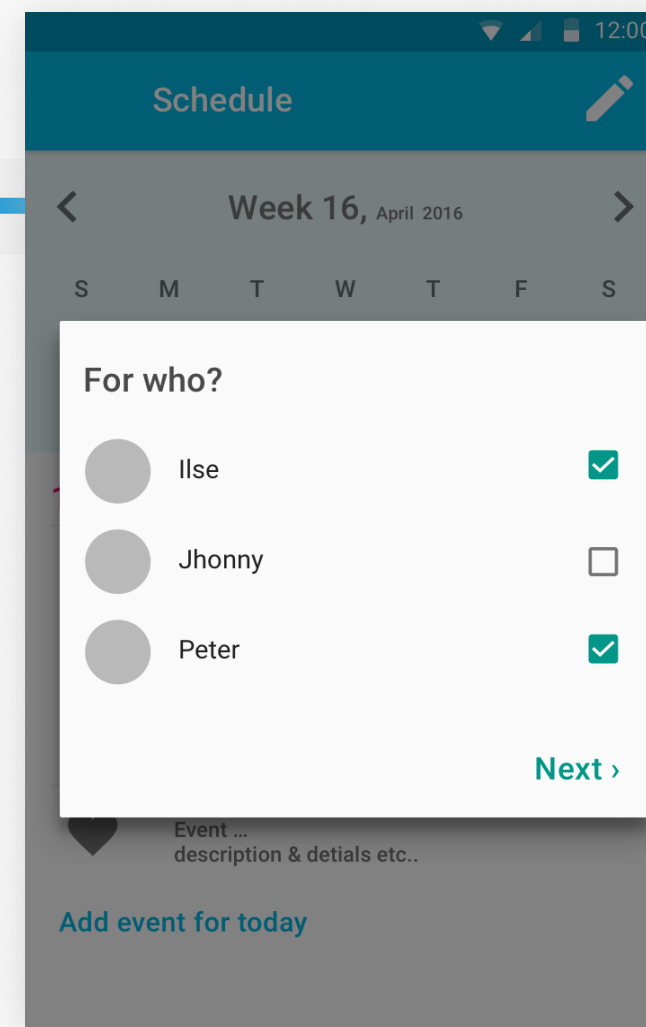 12:00
Schedule
Week 16, April 2016
S M T W T F S
For who?
Ilse
Jhonny
Peter
Next ›
Event ...
description & detials etc..
Add event for today